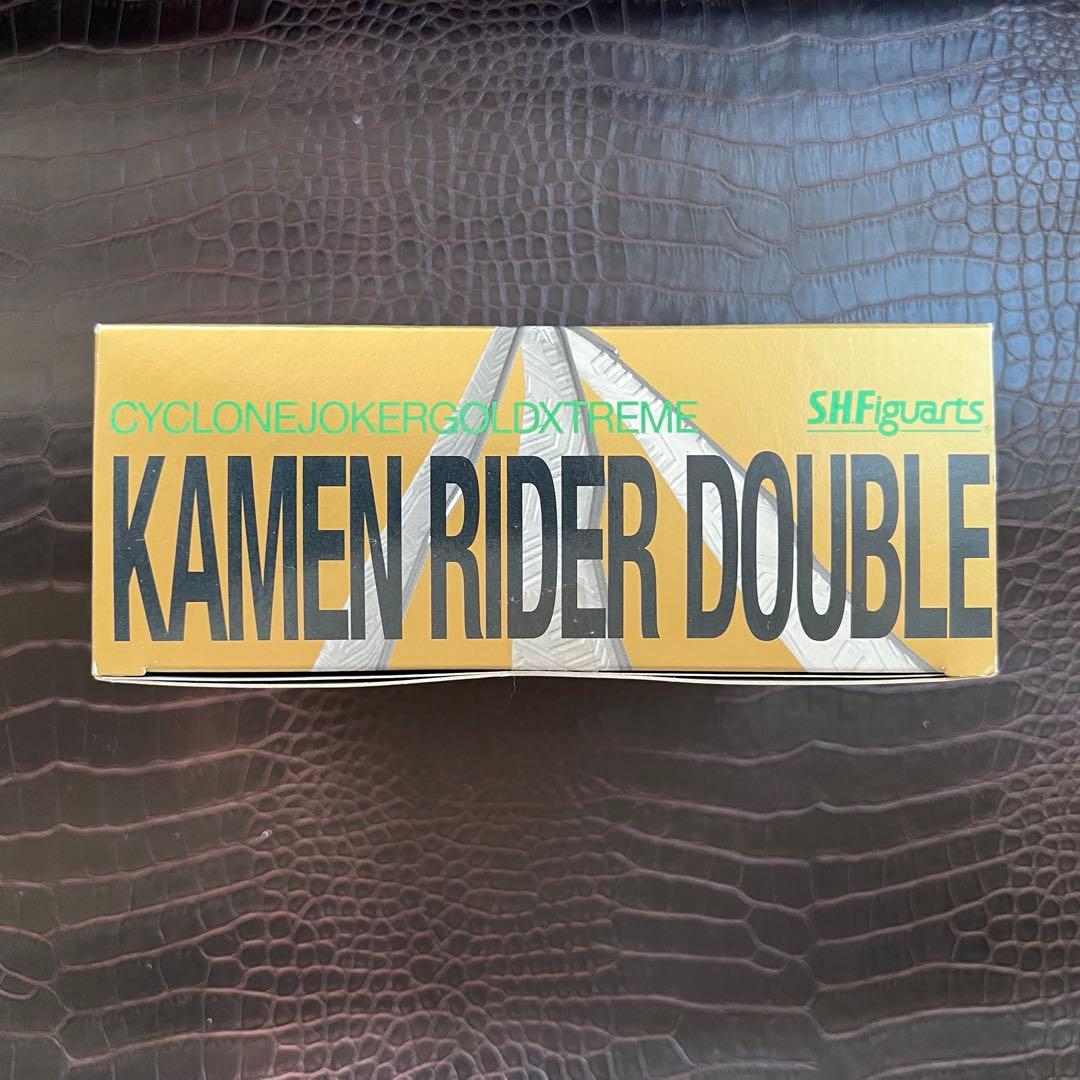 CYCLONEJOKERGOLDXTREME
S.H.Figuarts
KAMEN RIDER DOUBLE